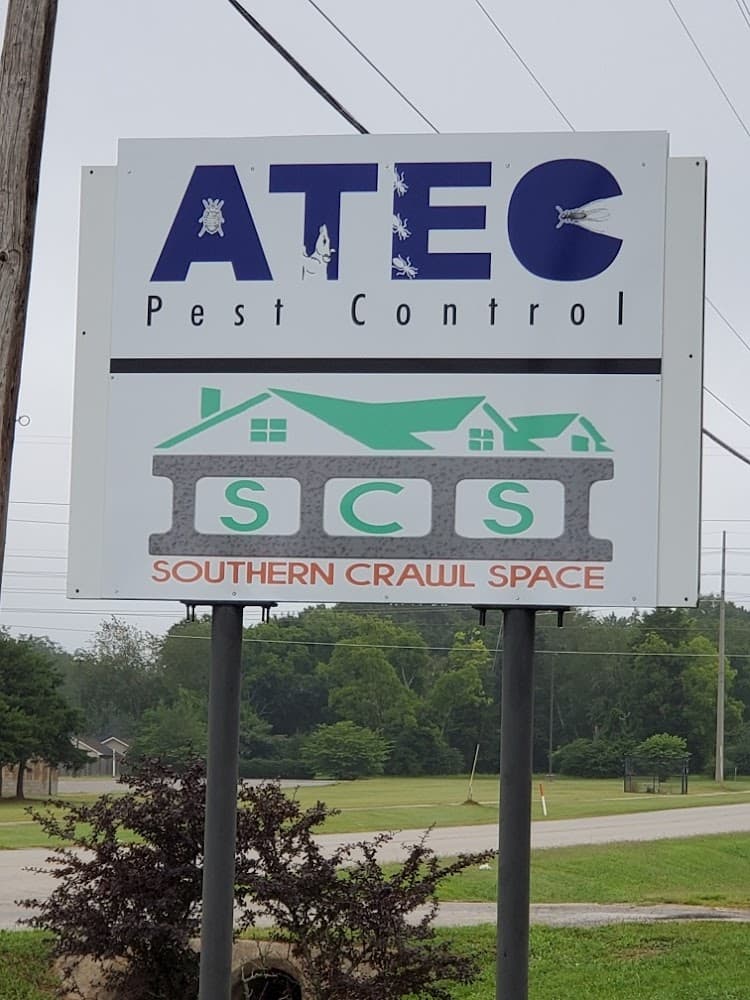 ATEC
Pest Control
SCS
SOUTHERN CRAWL SPACE